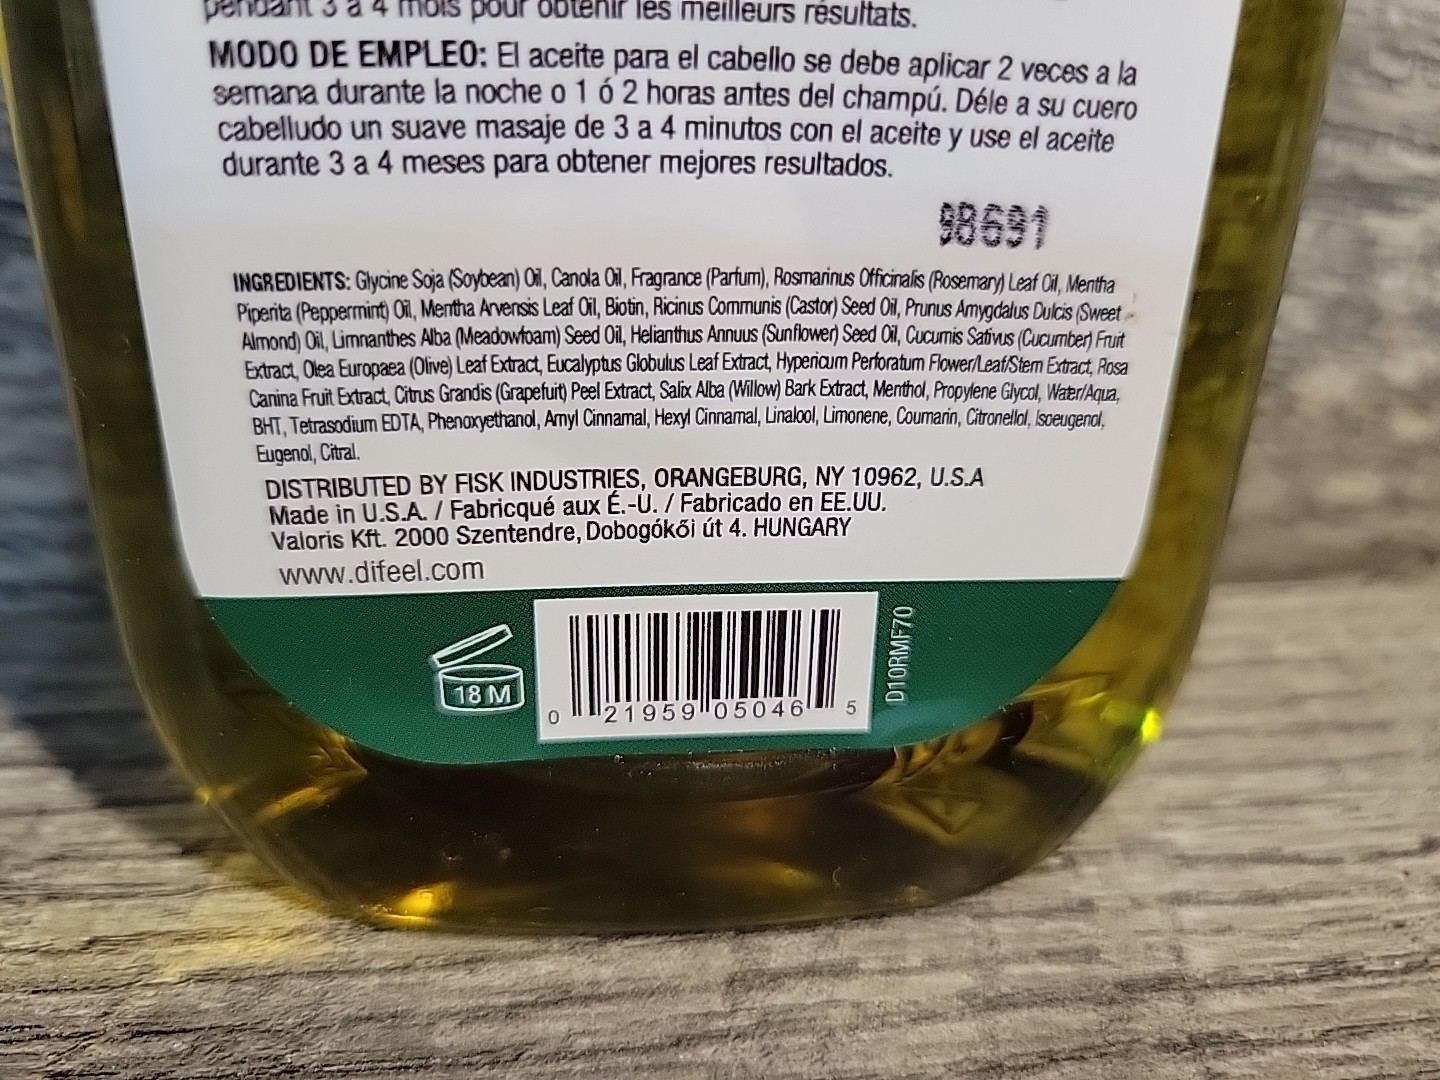 pendant 3 à 4 mois pour obtenir les meilleurs résultats.
MODO DE EMPLEO: El aceite para el cabello se debe aplicar 2 veces a la
semana durante la noche o 1 ó 2 horas antes del champú. Déle a su cuero
cabelludo un suave masaje de 3 a 4 minutos con el aceite y use el aceite
durante 3 a 4 meses para obtener mejores resultados.
98691
INGREDIENTS: Glycine Soja (Soybean) Oil, Canola Oil, Fragrance (Parfum), Rosmarinus Officinalis (Rosemary) Leaf Oil, Mentha
Piperita (Peppermint) Oil, Mentha Arvensis Leaf Oil, Biotin, Ricinus Communis (Castor) Seed Oil, Prunus Amygdalus Dulcis (Sweet
Almond) Oil, Limnanthes Alba (Meadowfoam) Seed Oil, Helianthus Annuus (Sunflower) Seed Oil, Cucumis Sativus (Cucumber) Fruit
Extract, Olea Europaea (Olive) Leaf Extract, Eucalyptus Globulus Leaf Extract, Hypericum Perforatum Flower/Leaf/Stem Extract, Rosa
Canina Fruit Extract, Citrus Grandis (Grapefuit) Peel Extract, Salix Alba (Willow) Bark Extract, Menthol, Propylene Glycol, Water/Aqua,
BHT, Tetrasodium EDTA, Phenoxyethanol, Amyl Cinnamal, Hexyl Cinnamal, Linalool, Limonene, Coumarin, Citronellol, Isoeugenol,
Eugenol, Citral.
DISTRIBUTED BY FISK INDUSTRIES, ORANGEBURG, NY 10962, U.S.A
Made in U.S.A. / Fabricqué aux É.-U. / Fabricado en EE.UU.
Valoris Kft. 2000 Szentendre, Dobogókői út 4. HUNGARY
www.difeel.com
18 M
0 21959 05046 5
D10RMF70